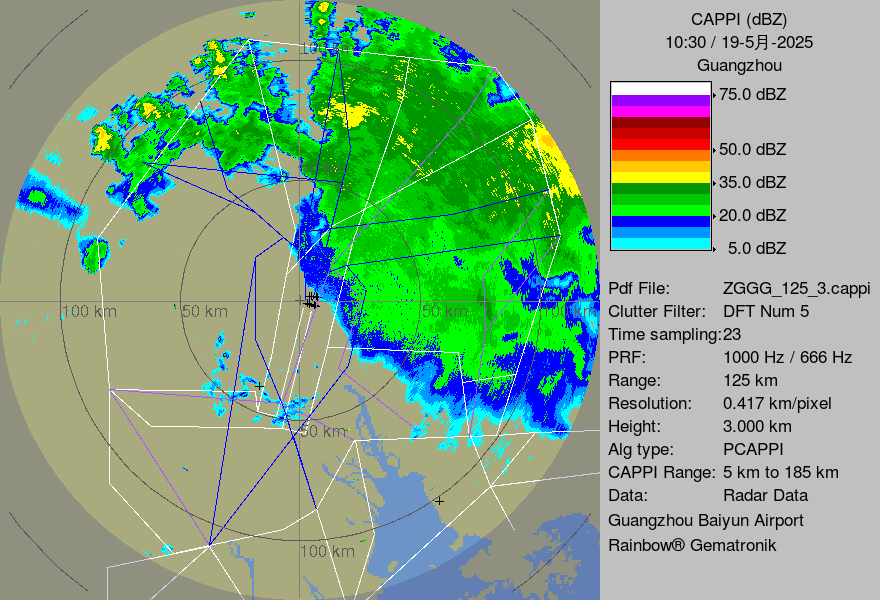 CAPPI (dBZ)
10:30 / 19-5月-2025
Guangzhou
75.0 dBZ
50.0 dBZ
35.0 dBZ
20.0 dBZ
5.0 dBZ
Pdf File: ZGGG_125_3.cappi
Clutter Filter: DFT Num 5
Time sampling:23
PRF: 1000 Hz / 666 Hz
Range: 125 km
Resolution: 0.417 km/pixel
Height: 3.000 km
Alg type: PCAPPI
CAPPI Range: 5 km to 185 km
Data: Radar Data
Guangzhou Baiyun Airport
Rainbow® Gematronik
100 km
50 km
50 km
100 km
50 km
100 km